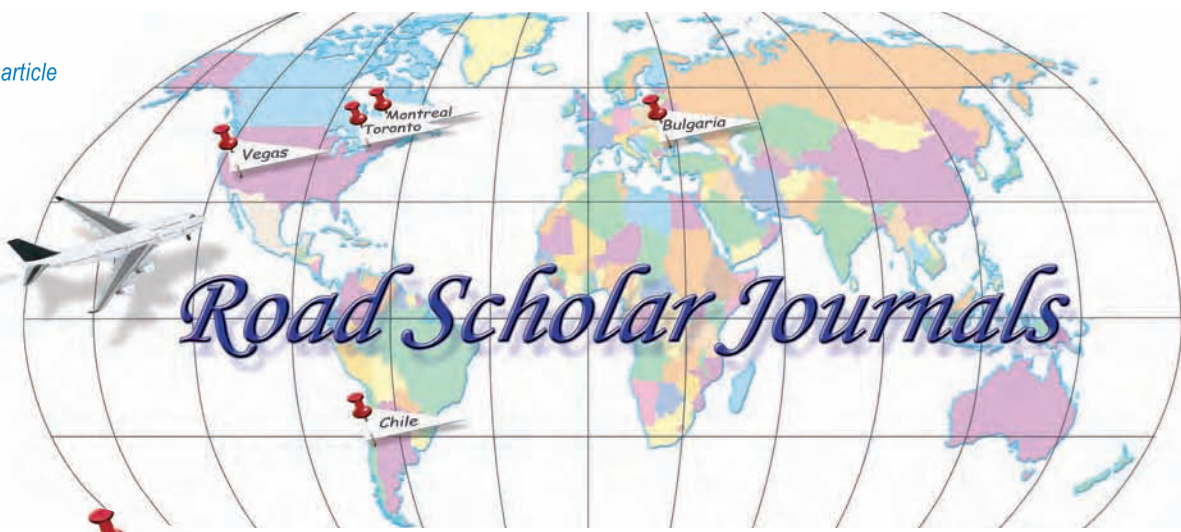 article
Montreal
Toronto
Bulgaria
Vegas
Road Scholar Journals
Chile